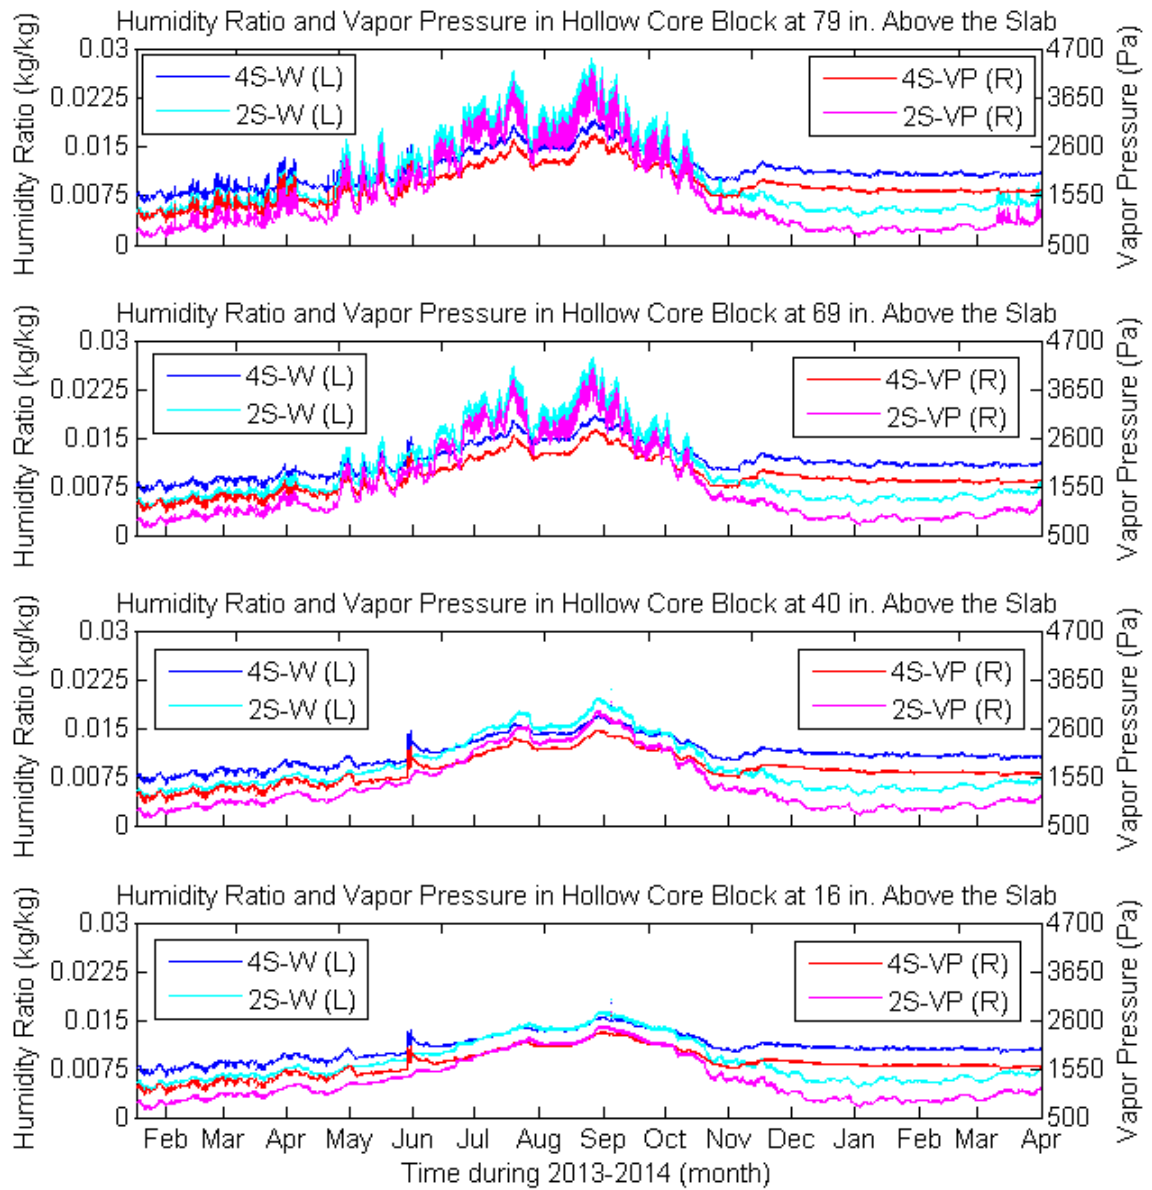 Humidity Ratio and Vapor Pressure in Hollow Core Block at 79 in. Above the Slab
Humidity Ratio (kg/kg)
0.03
0.0225
0.015
0.0075
0
4S-W (L)
2S-W (L)
4S-VP (R)
2S-VP (R)
4700
3650
2600
1550
500
Vapor Pressure (Pa)
Humidity Ratio and Vapor Pressure in Hollow Core Block at 69 in. Above the Slab
Humidity Ratio (kg/kg)
0.03
0.0225
0.015
0.0075
0
4S-W (L)
2S-W (L)
4S-VP (R)
2S-VP (R)
4700
3650
2600
1550
500
Vapor Pressure (Pa)
Humidity Ratio and Vapor Pressure in Hollow Core Block at 40 in. Above the Slab
Humidity Ratio (kg/kg)
0.03
0.0225
0.015
0.0075
0
4S-W (L)
2S-W (L)
4S-VP (R)
2S-VP (R)
4700
3650
2600
1550
500
Vapor Pressure (Pa)
Humidity Ratio and Vapor Pressure in Hollow Core Block at 16 in. Above the Slab
Humidity Ratio (kg/kg)
0.03
0.0225
0.015
0.0075
0
4S-W (L)
2S-W (L)
4S-VP (R)
2S-VP (R)
4700
3650
2600
1550
500
Vapor Pressure (Pa)
Feb Mar Apr May Jun Jul Aug Sep Oct Nov Dec Jan Feb Mar Apr
Time during 2013-2014 (month)